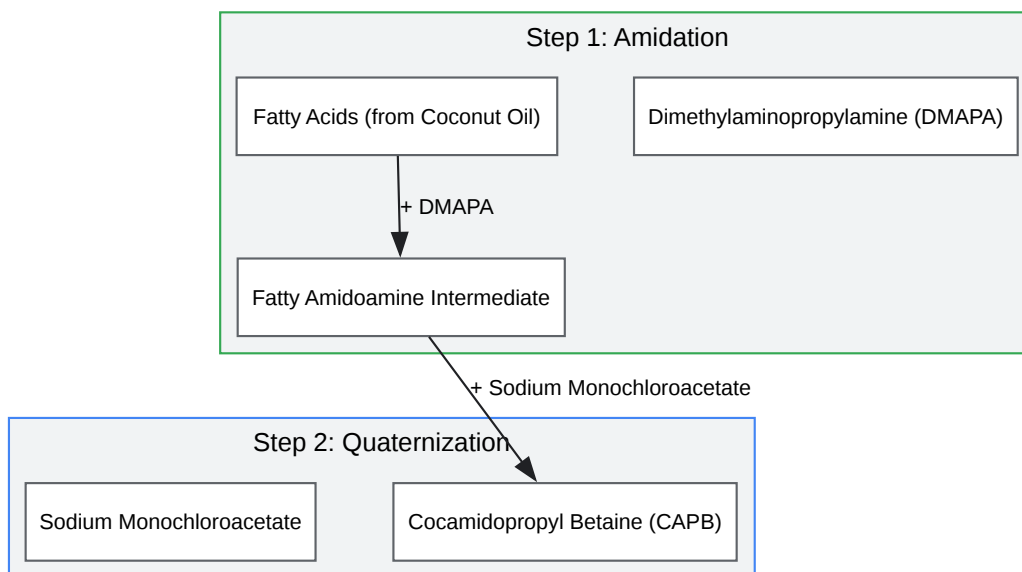 Step 1: Amidation
Fatty Acids (from Coconut Oil)
Dimethylaminopropylamine (DMAPA)
+ DMAPA
Fatty Amidoamine Intermediate
+ Sodium Monochloroacetate
Step 2: Quaternization
Sodium Monochloroacetate
Cocamidopropyl Betaine (CAPB)